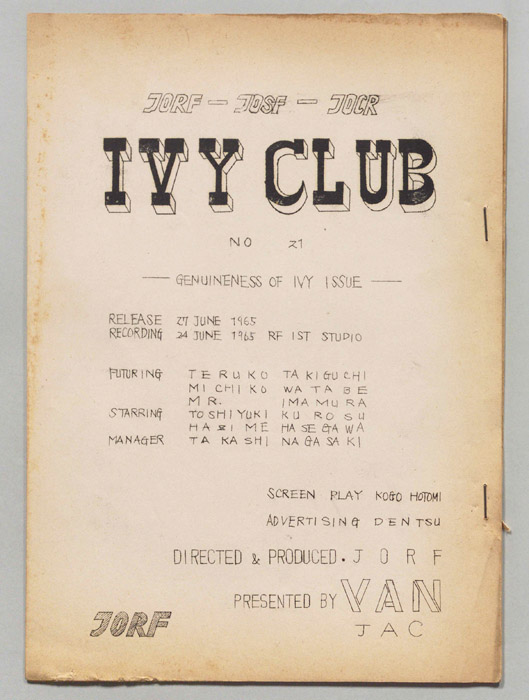 JORF - JOSF - JOCR
IVY CLUB
NO 21
— GENUINENESS OF IVY ISSUE —
RELEASE 27 JUNE 1965
RECORDING 24 JUNE 1965 RF 1ST STUDIO
FUTURING TERUKO TAKIGUCHI
MICHIKO WATABE
MR. IMAMURA
STARRING TOSHIYUKI KUROSU
HAZIME HASEGAWA
MANAGER TAKASHI NAGASAKI
SCREEN PLAY KOGO HOTOMI
ADVERTISING DENTSU
DIRECTED & PRODUCED. JORF
PRESENTED BY VAN
JAC
JORF